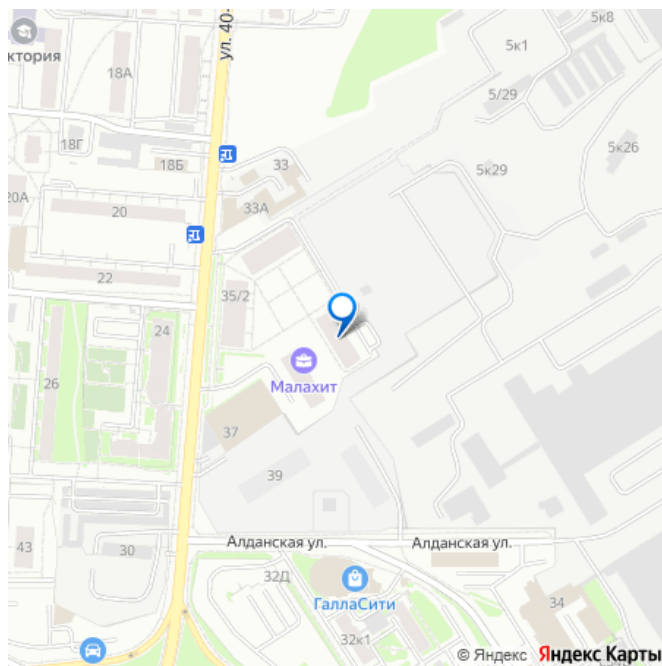 5к8
ктория
ул. 40-
5к1
18А
5/29
18Г
18Б
33
5к29
5к26
20А
20
33А
22
35/2
24
26
Малахит
37
39
43
30
Алданская ул.
Алданская ул.
32Д
ГаллаСити
34
32к1
© Яндекс Яндекс Карты